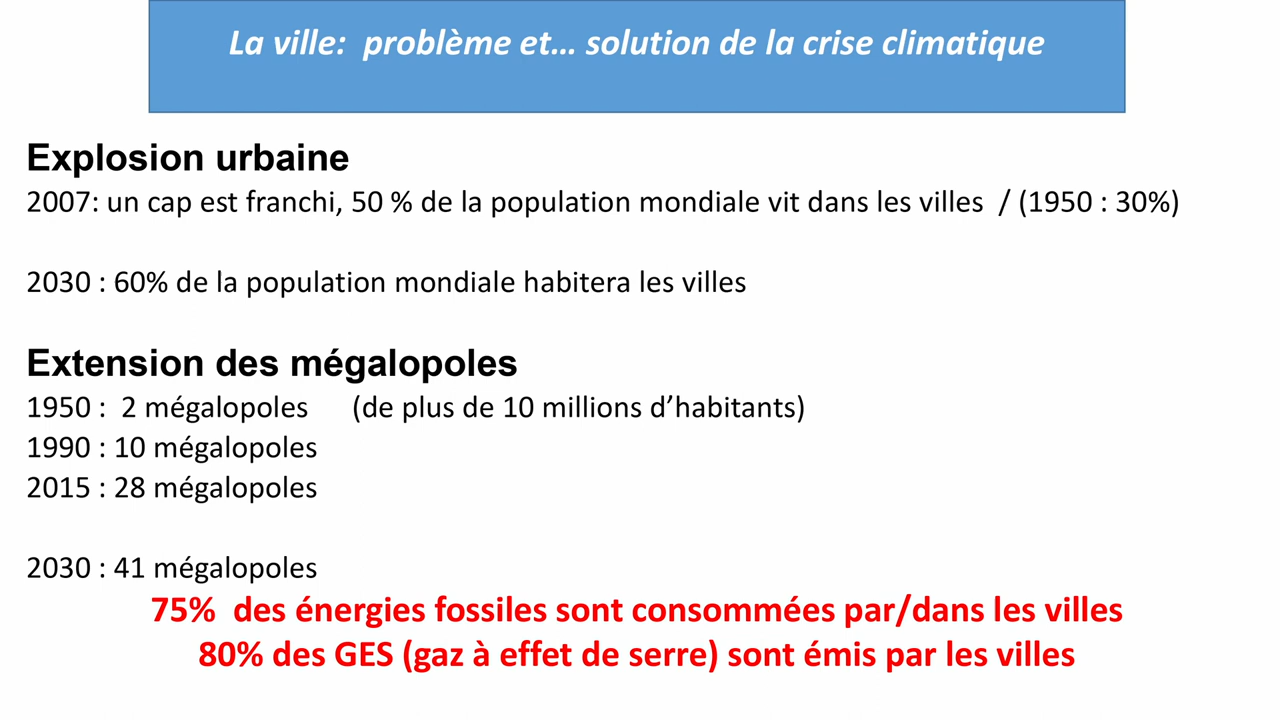 La ville: problème et... solution de la crise climatique
Explosion urbaine
2007: un cap est franchi, 50 % de la population mondiale vit dans les villes / (1950 : 30%)
2030 : 60% de la population mondiale habitera les villes
Extension des mégalopoles
1950 : 2 mégalopoles (de plus de 10 millions d’habitants)
1990 : 10 mégalopoles
2015 : 28 mégalopoles
2030 : 41 mégalopoles
75% des énergies fossiles sont consommées par/dans les villes
80% des GES (gaz à effet de serre) sont émis par les villes